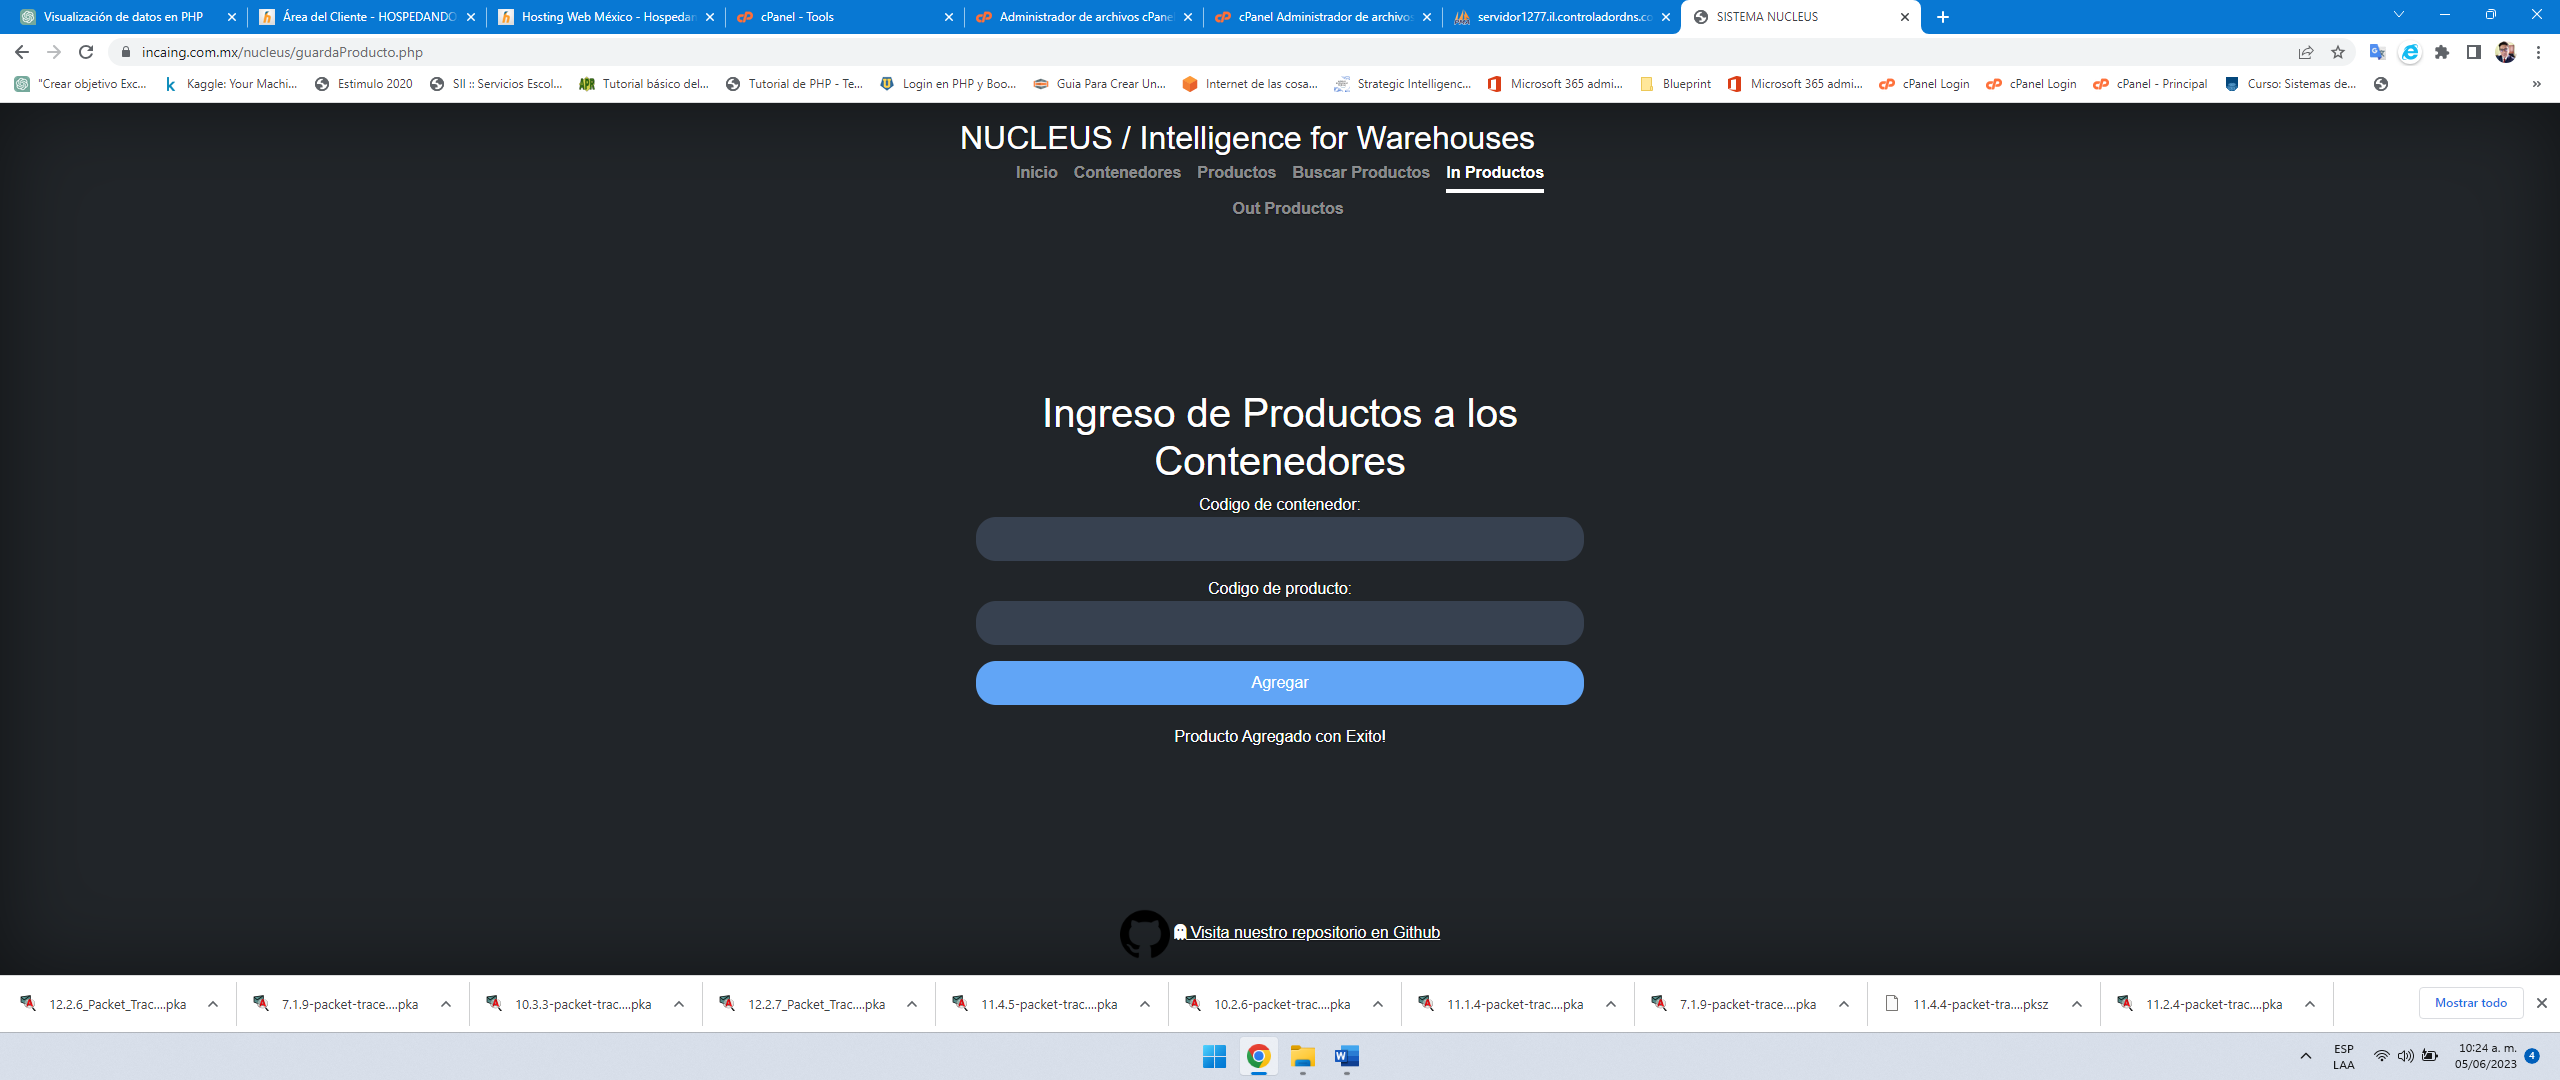 Visualización de datos en PHP
Área del Cliente - HOSPEDANDO
Hosting Web México - Hospedan
cPanel - Tools
Administrador de archivos cPane
cPanel Administrador de archivos
servidor1277.il.controladordns.co
SISTEMA NUCLEUS
incaing.com.mx/nucleus/guardaProducto.php
"Crear objetivo Exc...
Kaggle: Your Machi...
Estimulo 2020
SII :: Servicios Escol...
Tutorial básico del...
Tutorial de PHP - Te...
Login en PHP y Boo...
Guia Para Crear Un...
Internet de las cosa...
Strategic Intelligenc...
Microsoft 365 admi...
Blueprint
Microsoft 365 admi...
cPanel Login
cPanel Login
cPanel - Principal
Curso: Sistemas de...
»
NUCLEUS / Intelligence for Warehouses
Inicio Contenedores Productos Buscar Productos In Productos
Out Productos
Ingreso de Productos a los
Contenedores
Codigo de contenedor:
Codigo de producto:
Agregar
Producto Agregado con Exito!
Visita nuestro repositorio en Github
12.2.6_Packet_Trac....pka
7.1.9-packet-trace....pka
10.3.3-packet-trac....pka
12.2.7_Packet_Trac....pka
11.4.5-packet-trac....pka
10.2.6-packet-trac....pka
11.1.4-packet-trac....pka
7.1.9-packet-trace....pka
11.4.4-packet-tra....pksz
11.2.4-packet-trac....pka
Mostrar todo
ESP
LAA
10:24 a. m.
05/06/2023
4